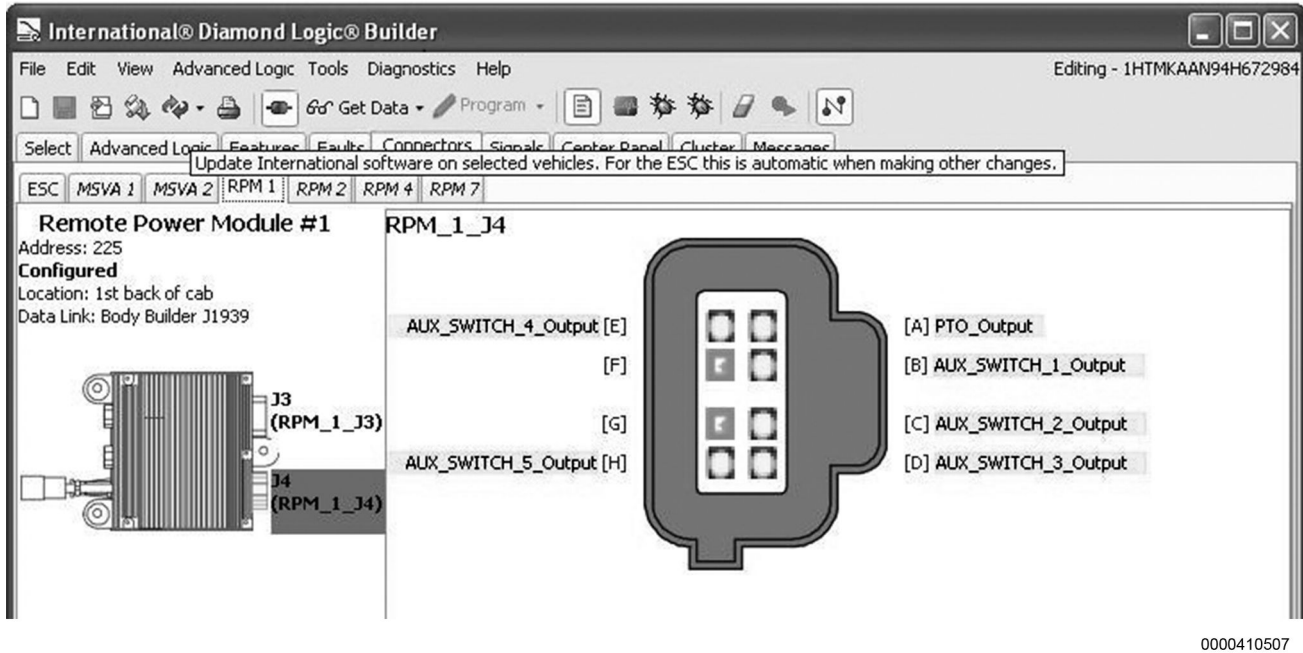 International® Diamond Logic® Builder
File Edit View Advanced Logic Tools Diagnostics Help Editing - 1HTMKAAN94H672984
Get Data Program
Select Advanced Logic Features Faults Connectors Signals Center Panel Cluster Messages
Update International software on selected vehicles. For the ESC this is automatic when making other changes.
ESC MSVA 1 MSVA 2 RPM 1 RPM 2 RPM 4 RPM 7
Remote Power Module #1
Address: 225
Configured
Location: 1st back of cab
Data Link: Body Builder J1939
J3
(RPM_1_J3)
J4
(RPM_1_J4)
RPM_1_J4
AUX_SWITCH_4_Output [E] [A] PTO_Output
[F] [B] AUX_SWITCH_1_Output
[G] [C] AUX_SWITCH_2_Output
AUX_SWITCH_5_Output [H] [D] AUX_SWITCH_3_Output
0000410507